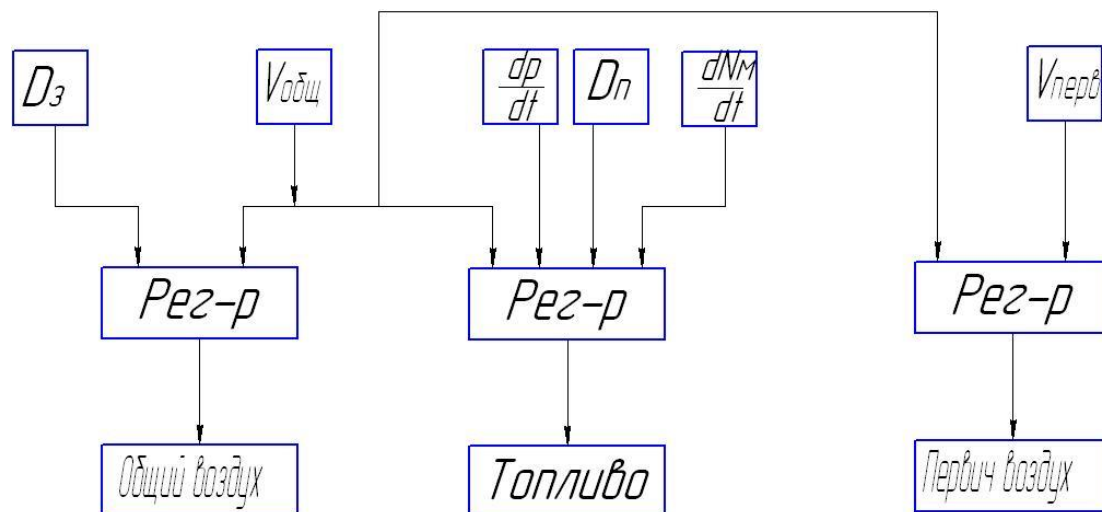 Dз
Vобщ
dp
dt
Dп
dNм
dt
Vперв
Рег-р
Рег-р
Рег-р
Общий воздух
Топливо
Первич воздух